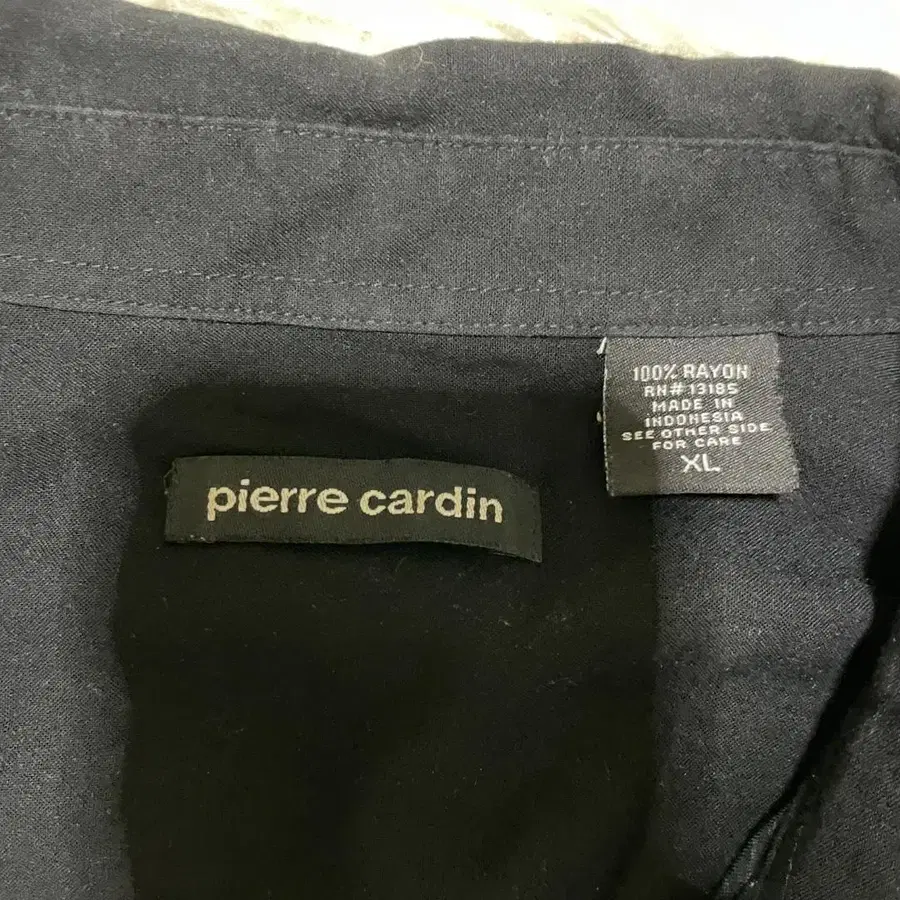 100% RAYON
RN# 13185
MADE IN
INDONESIA
SEE OTHER SIDE
FOR CARE
XL
pierre cardin